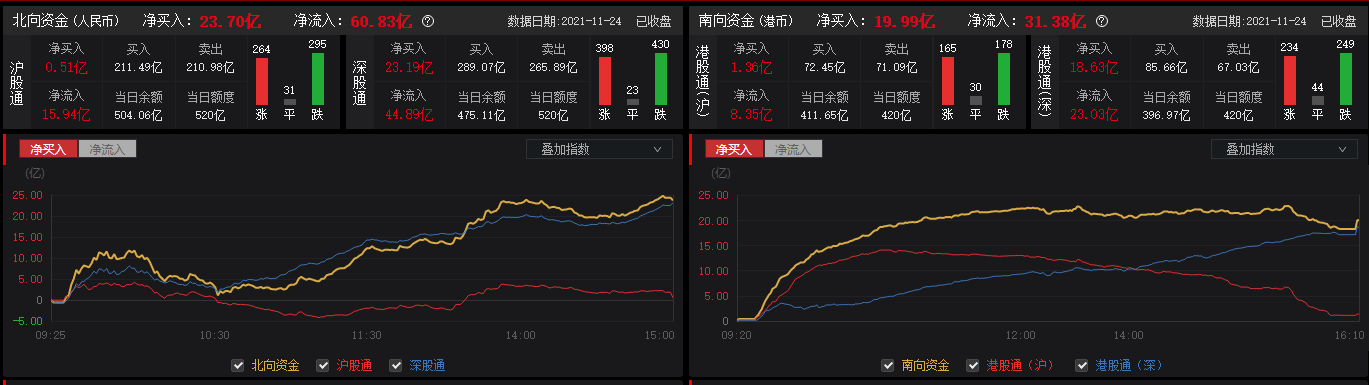 北向资金 (人民币) 净买入: 23.70亿 净流入: 60.83亿 ? 数据日期:2021-11-24 已收盘
沪股通 净买入 买入 卖出 264 295
0.51亿 211.49亿 210.98亿
净流入 当日余额 当日额度 31
15.94亿 504.06亿 520亿 涨 平 跌
深股通 净买入 买入 卖出 398 430
23.19亿 289.07亿 265.89亿
净流入 当日余额 当日额度 23
44.89亿 475.11亿 520亿 涨 平 跌
净买入 净流入 叠加指数
(亿)
25.00
20.00
15.00
10.00
5.00
0
-5.00
09:25 10:30 11:30 14:00 15:00
北向资金 沪股通 深股通
南向资金 (港币) 净买入: 19.99亿 净流入: 31.38亿 ? 数据日期:2021-11-24 已收盘
港股通(沪) 净买入 买入 卖出 165 178
1.36亿 72.45亿 71.09亿
净流入 当日余额 当日额度 30
8.35亿 411.65亿 420亿 涨 平 跌
港股通(深) 净买入 买入 卖出 234 249
18.63亿 85.66亿 67.03亿
净流入 当日余额 当日额度 44
23.03亿 396.97亿 420亿 涨 平 跌
净买入 净流入 叠加指数
(亿)
25.00
20.00
15.00
10.00
5.00
0
09:20 12:00 14:00 16:10
南向资金 港股通(沪) 港股通(深)